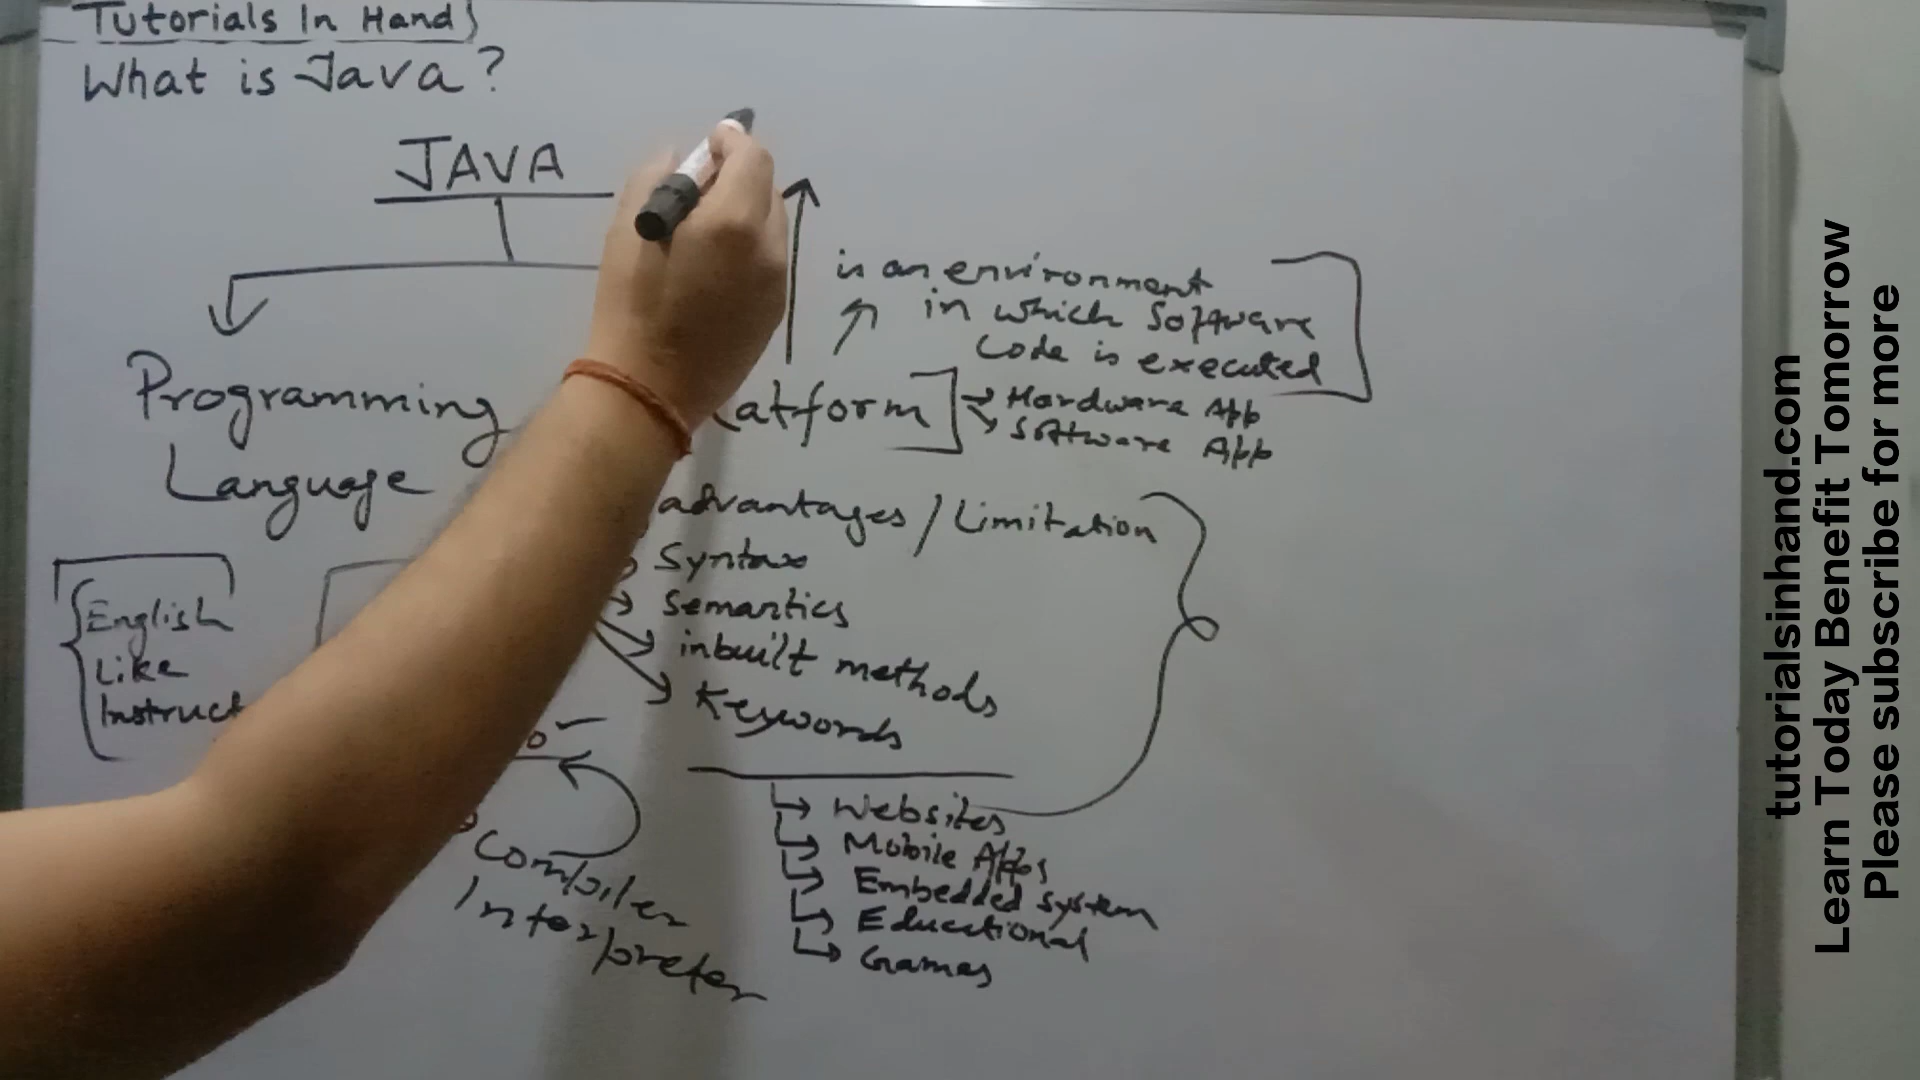 Tutorials In Hand
What is Java?
JAVA
Programming
Language
is an environment
in which Software
Code is executed
atform
Hardware App
Software App
advantages / Limitation
Syntax
Semantics
inbuilt methods
Keywords
English
Like
Instruct
Compiler
Interpreter
Websites
Mobile Apps
Embedded system
Educational
Games
tutorialsinhand.com
Learn Today Benefit Tomorrow
Please subscribe for more